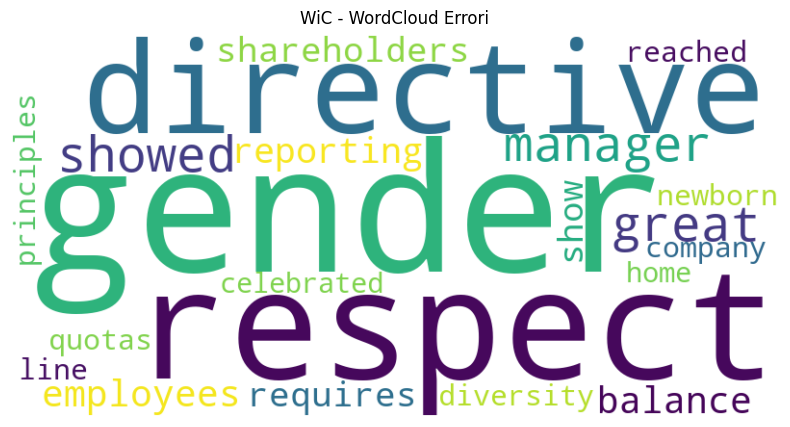 WiC - WordCloud Errori
shareholders
reached
directive
showed
reporting
manager
principles
gender
show
newborn
great
company
home
celebrated
respect
quotas
line
employees
requires
diversity
balance